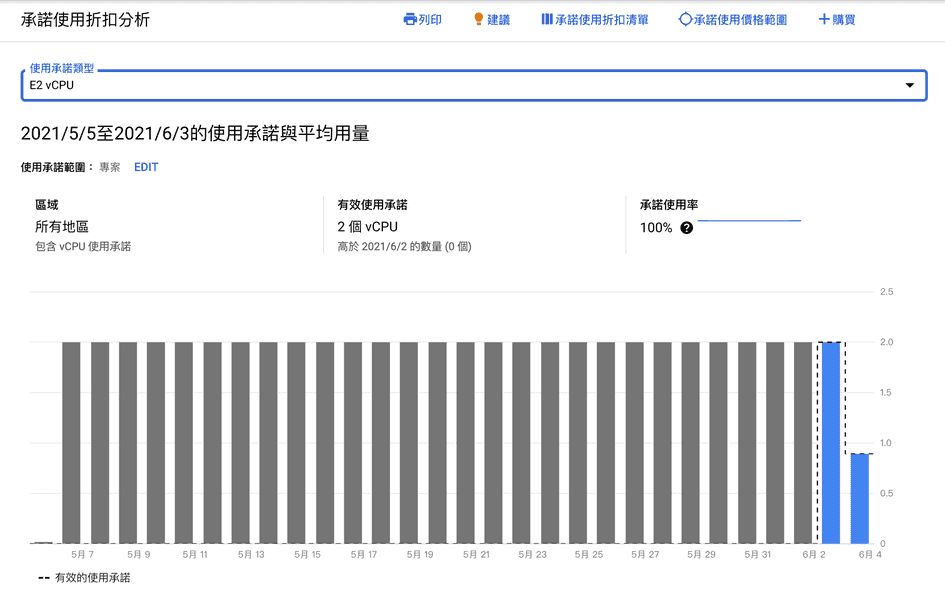 承諾使用折扣分析 列印 建議 承諾使用折扣清單 承諾使用價格範圍 購買
使用承諾類型
E2 vCPU
2021/5/5至2021/6/3的使用承諾與平均用量
使用承諾範圍： 專案 EDIT
區域
所有地區
包含 vCPU 使用承諾
有效使用承諾
2 個 vCPU
高於 2021/6/2 的數量 (0 個)
承諾使用率
100% ?
2.5
2.0
1.5
1.0
0.5
0
5月 7 5月 9 5月 11 5月 13 5月 15 5月 17 5月 19 5月 21 5月 23 5月 25 5月 27 5月 29 5月 31 6月 2 6月 4
有效的使用承諾